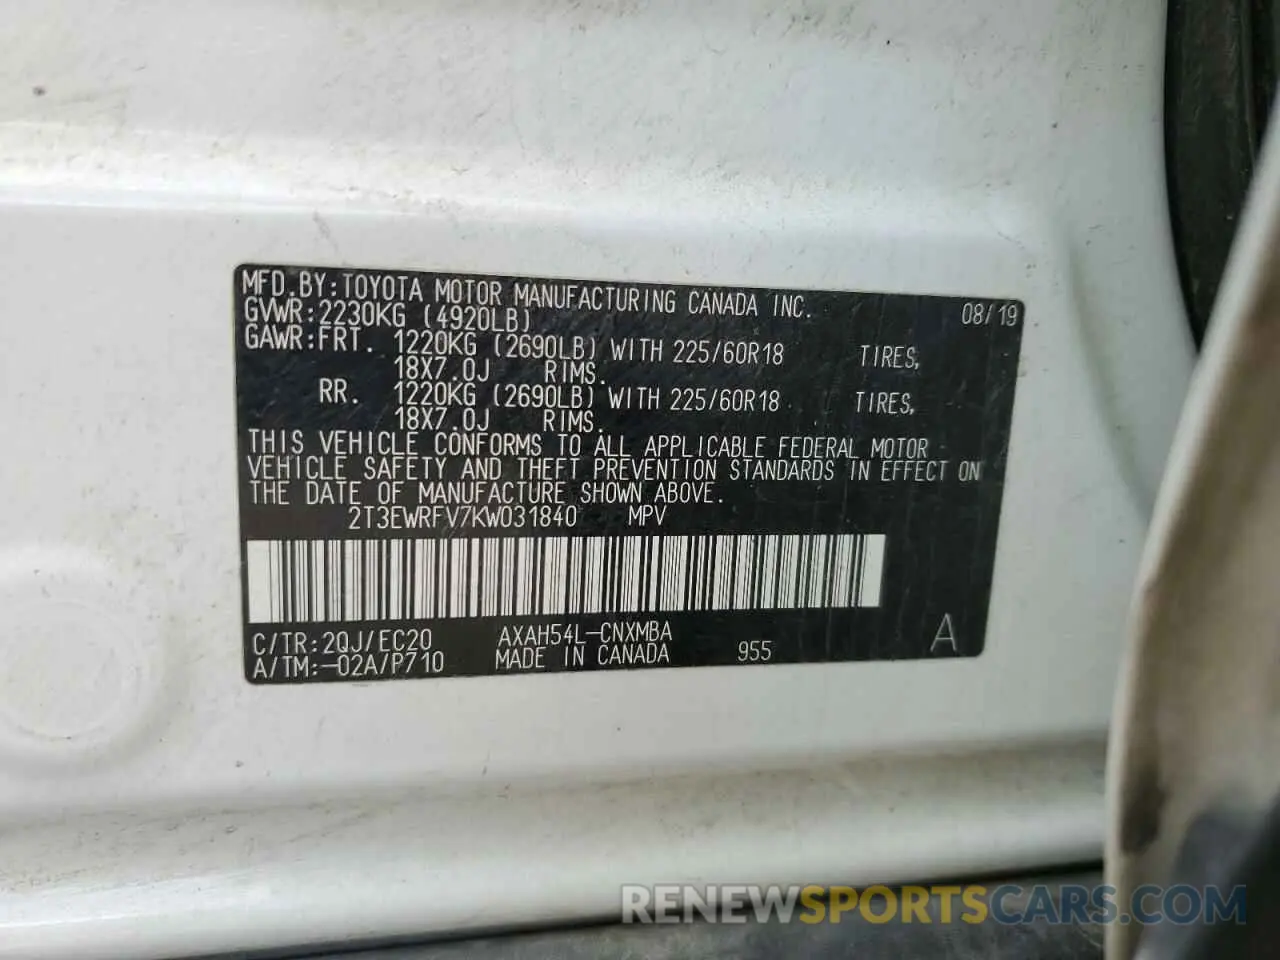 MFD.BY:TOYOTA MOTOR MANUFACTURING CANADA INC. 08/19
GVWR:2230KG (4920LB)
GAWR:FRT. 1220KG (2690LB) WITH 225/60R18 TIRES,
18X7.0J RIMS.
RR. 1220KG (2690LB) WITH 225/60R18 TIRES,
18X7.0J RIMS.
THIS VEHICLE CONFORMS TO ALL APPLICABLE FEDERAL MOTOR
VEHICLE SAFETY AND THEFT PREVENTION STANDARDS IN EFFECT ON
THE DATE OF MANUFACTURE SHOWN ABOVE.
2T3EWRFV7KW031840 MPV
C/TR:2QJ/EC20 AXAH54L-CNXMBA A
A/TM:-02A/P710 MADE IN CANADA 955
RENEWSPORTSCARS.COM